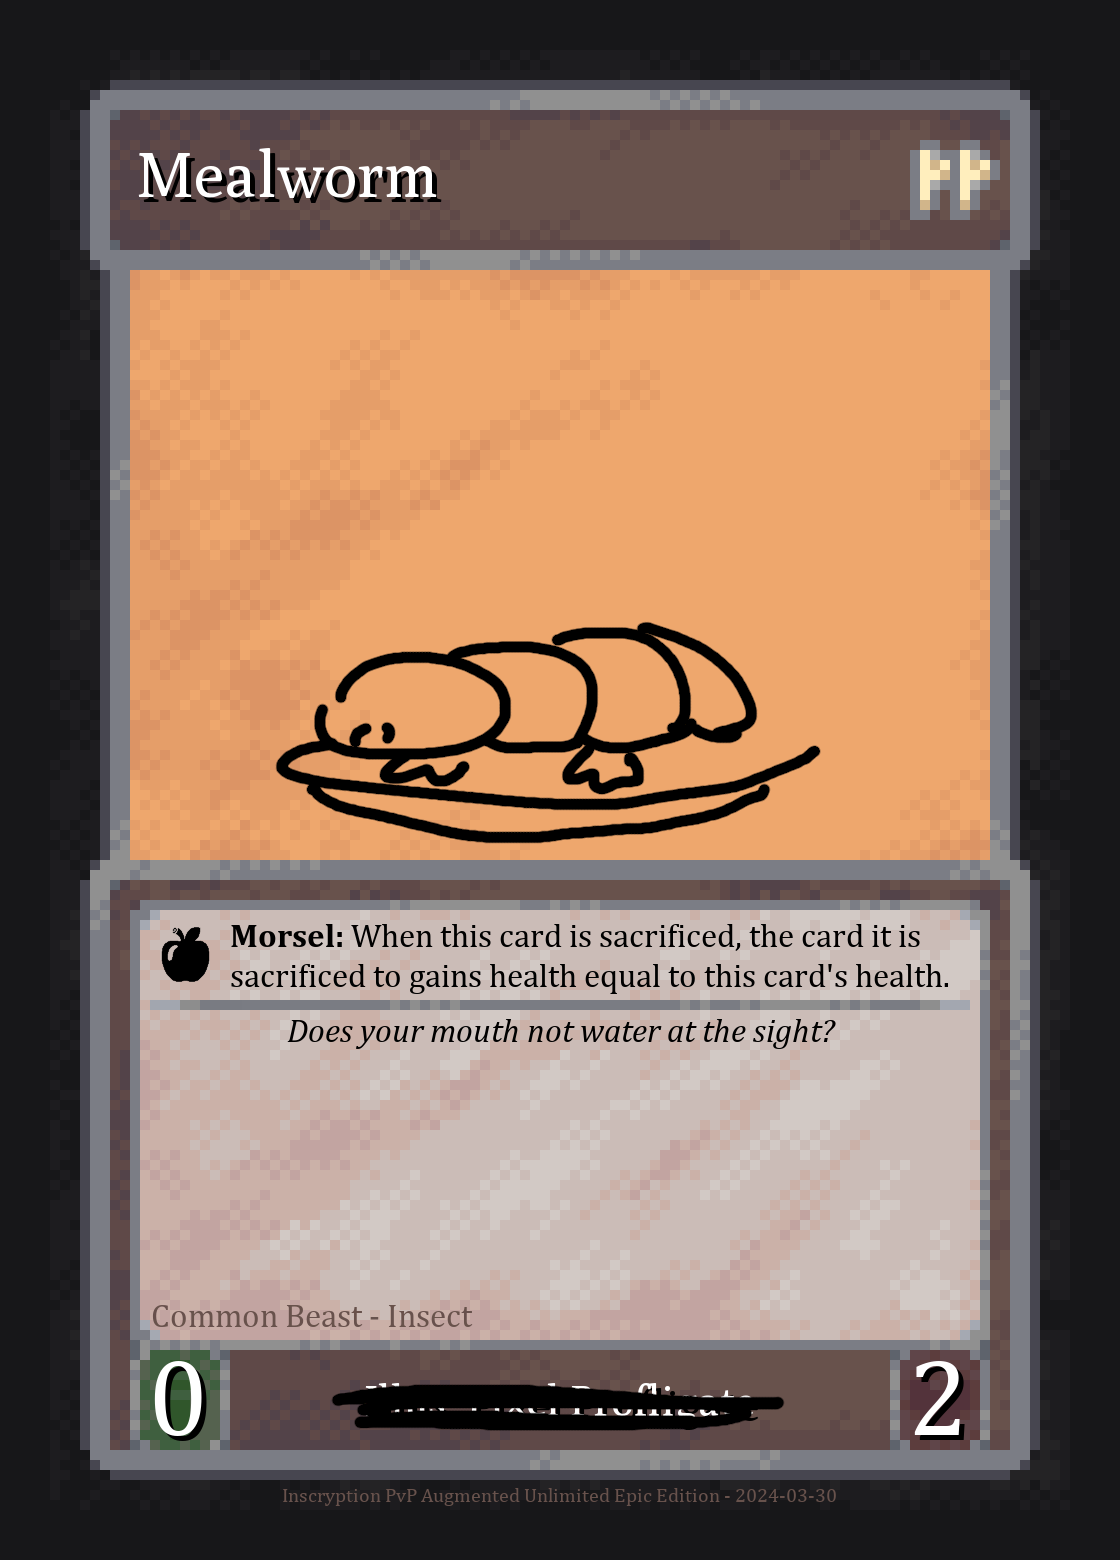 Mealworm
Morsel: When this card is sacrificed, the card it is
sacrificed to gains health equal to this card's health.
Does your mouth not water at the sight?
Common Beast - Insect
0
2
Inscryption PvP Augmented Unlimited Epic Edition - 2024-03-30